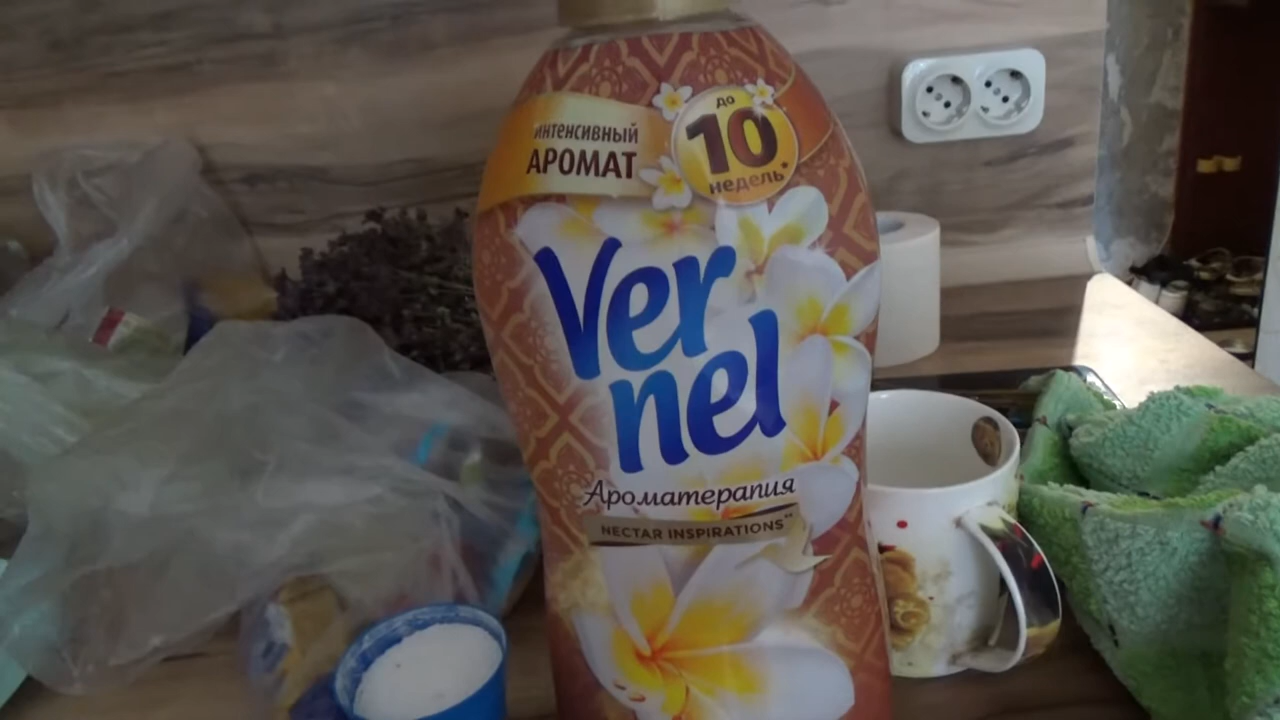 ИНТЕНСИВНЫЙ
АРОМАТ
до
10
недель*
Ver
nel
Ароматерапия
NECTAR INSPIRATIONS**